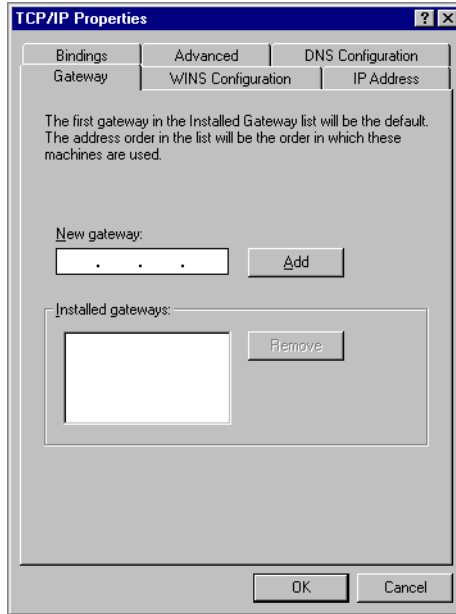 TCP/IP Properties
? ×
Bindings
Advanced
DNS Configuration
Gateway
WINS Configuration
IP Address
The first gateway in the Installed Gateway list will be the default.
The address order in the list will be the order in which these
machines are used.
New gateway:
. . .
Add
Installed gateways:
Remove
OK
Cancel